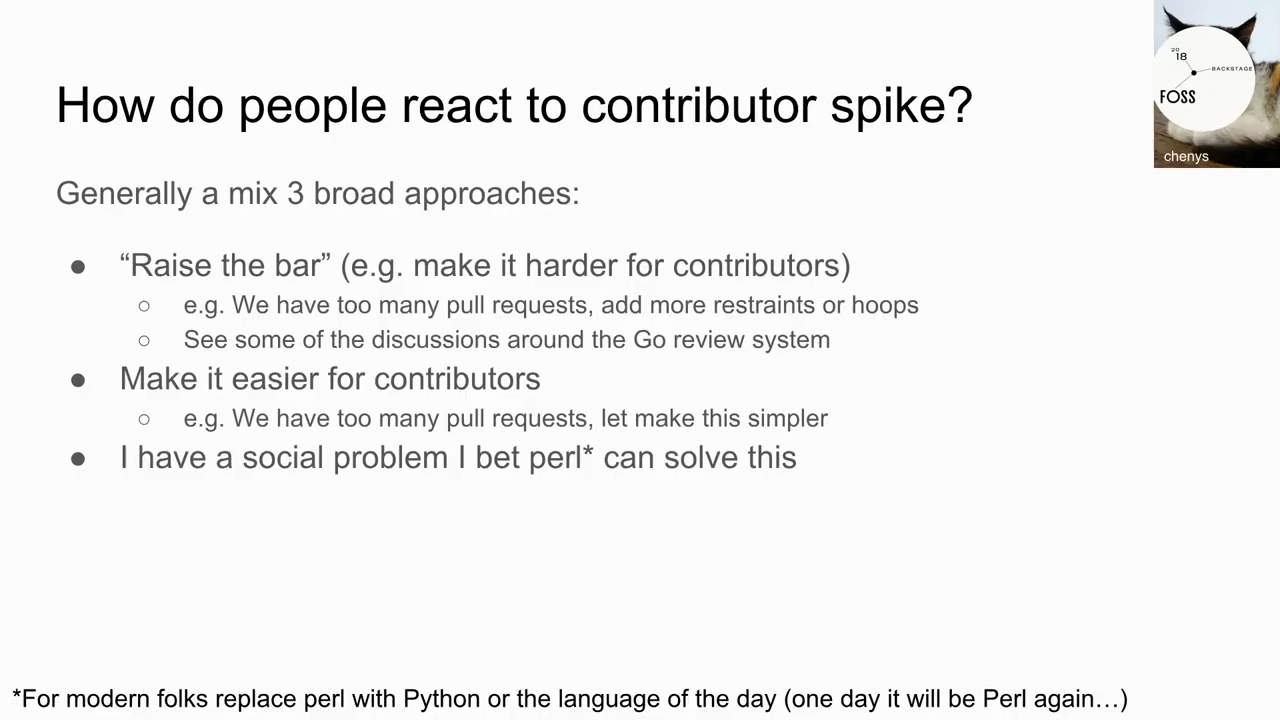 How do people react to contributor spike?
20
18
BACKSTAGE
FOSS
chenys
Generally a mix 3 broad approaches:
● “Raise the bar” (e.g. make it harder for contributors)
○ e.g. We have too many pull requests, add more restraints or hoops
○ See some of the discussions around the Go review system
● Make it easier for contributors
○ e.g. We have too many pull requests, let make this simpler
● I have a social problem I bet perl* can solve this
*For modern folks replace perl with Python or the language of the day (one day it will be Perl again…)